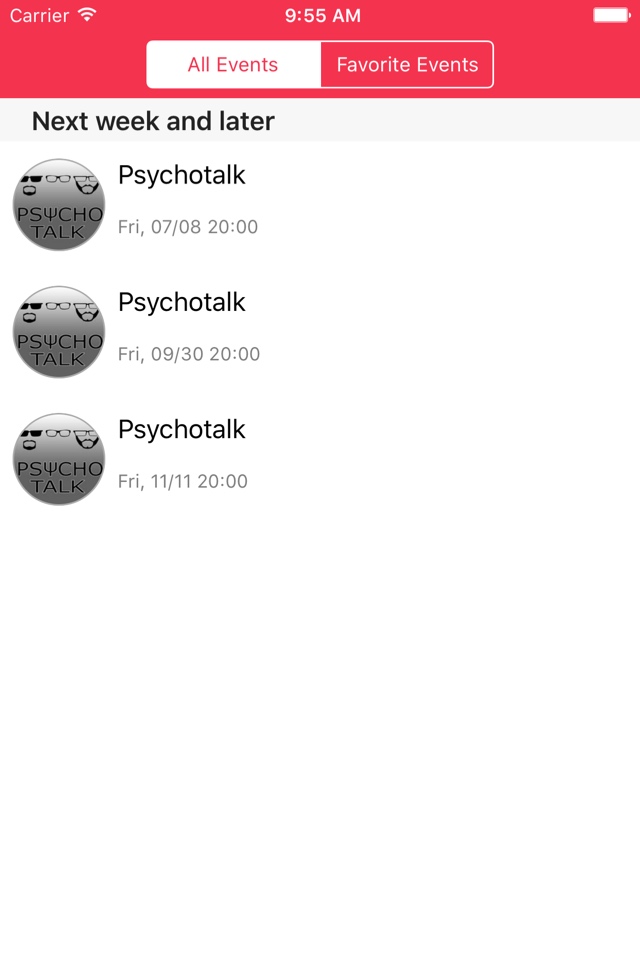 Carrier 9:55 AM
All Events Favorite Events
Next week and later
Psychotalk
PSΨCHO
TALK
Fri, 07/08 20:00
Psychotalk
PSΨCHO
TALK
Fri, 09/30 20:00
Psychotalk
PSΨCHO
TALK
Fri, 11/11 20:00